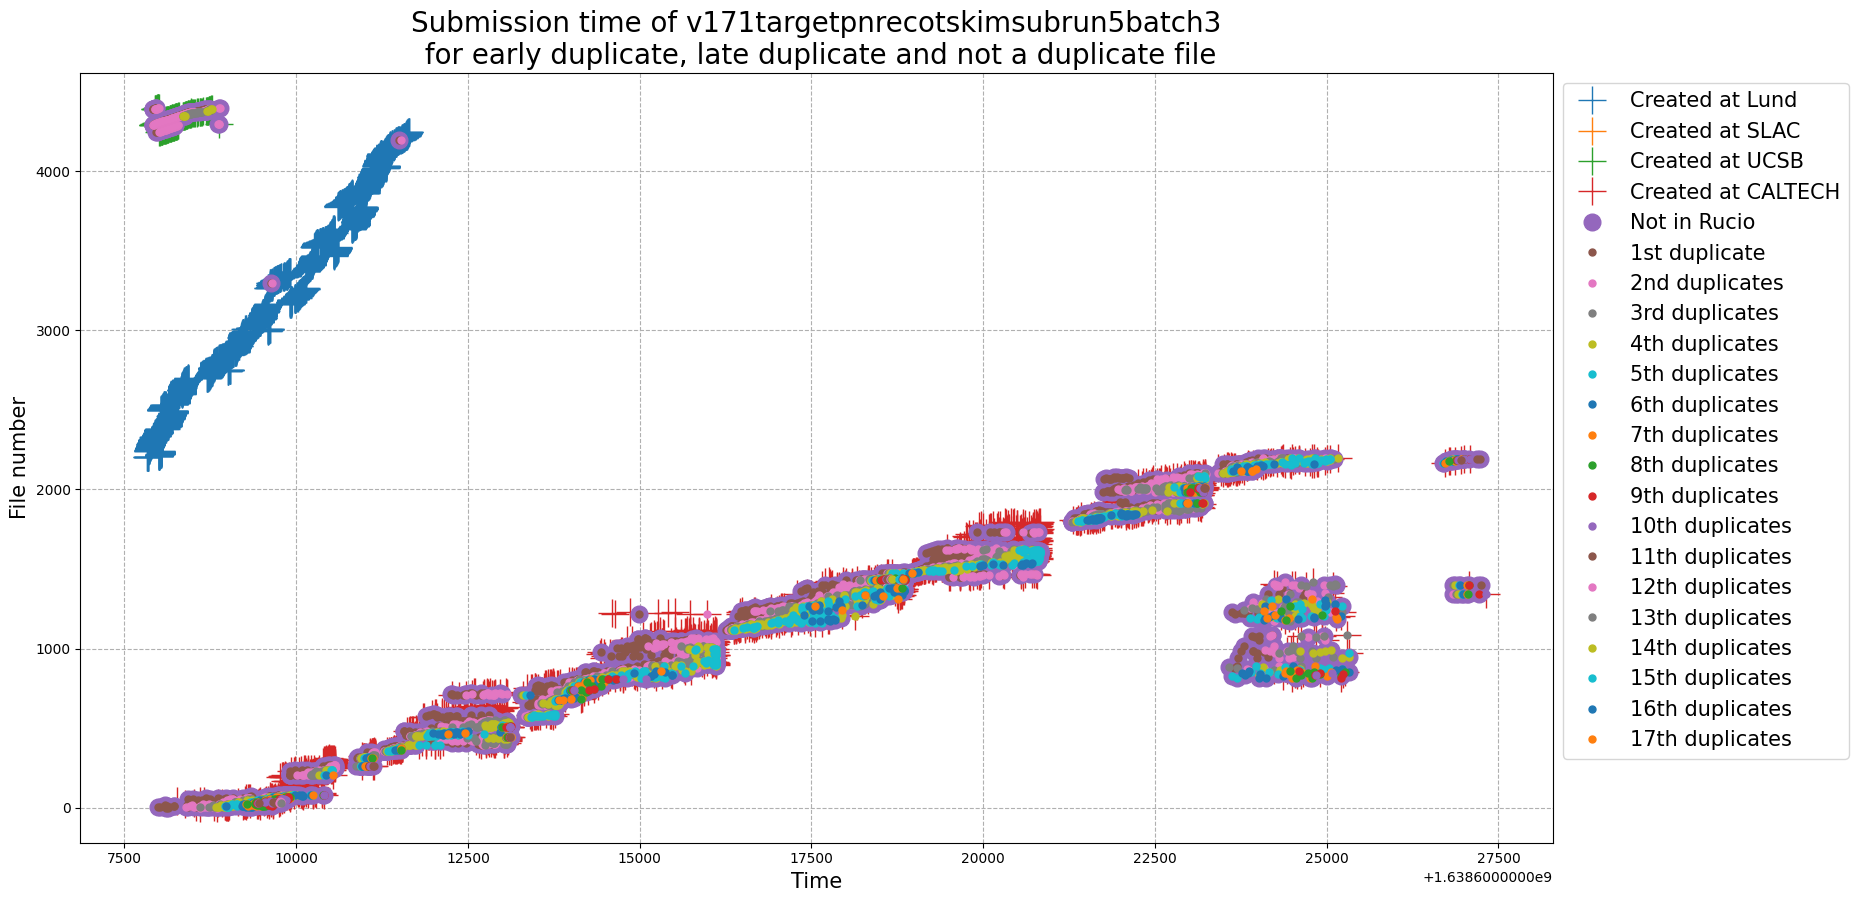 Submission time of v171targetpnrecotskimsubrun5batch3
for early duplicate, late duplicate and not a duplicate file
File number
4000
3000
2000
1000
0
7500
10000
12500
15000
17500
20000
22500
25000
27500
+1.6386000000e9
Time
Created at Lund
Created at SLAC
Created at UCSB
Created at CALTECH
Not in Rucio
1st duplicate
2nd duplicates
3rd duplicates
4th duplicates
5th duplicates
6th duplicates
7th duplicates
8th duplicates
9th duplicates
10th duplicates
11th duplicates
12th duplicates
13th duplicates
14th duplicates
15th duplicates
16th duplicates
17th duplicates